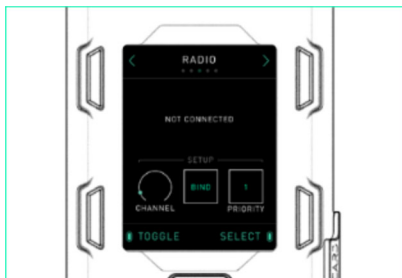 RADIO
NOT CONNECTED
SETUP
BIND
1
CHANNEL
PRIORITY
TOGGLE
SELECT